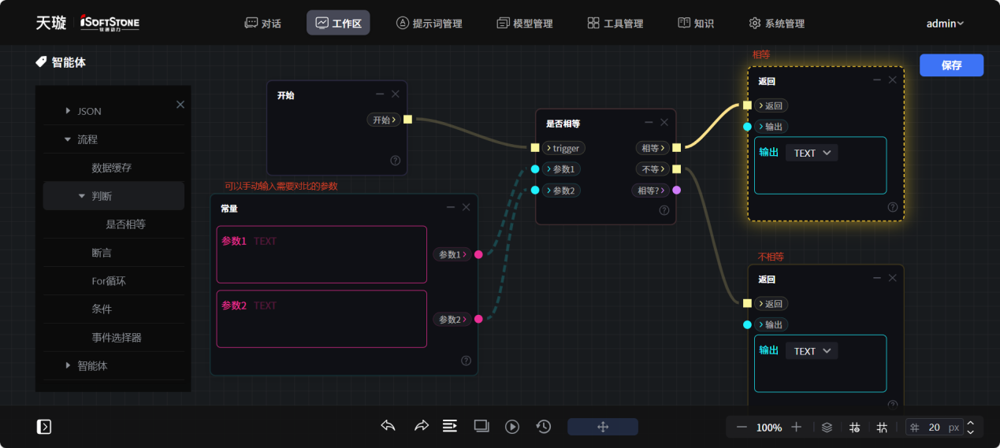 天璇 iSOFTSTONE 软通动力 对话 工作区 提示词管理 模型管理 工具管理 知识 系统管理 admin
智能体
保存
JSON
流程
数据缓存
判断
是否相等
断言
For循环
条件
事件选择器
智能体
开始
开始
可以手动输入需要对比的参数
常量
参数1 TEXT
参数1
参数2 TEXT
参数2
是否相等
trigger 相等
参数1 不等
参数2 相等?
相等
返回
返回
输出
输出 TEXT
不相等
返回
返回
输出
输出 TEXT
100% 20 px